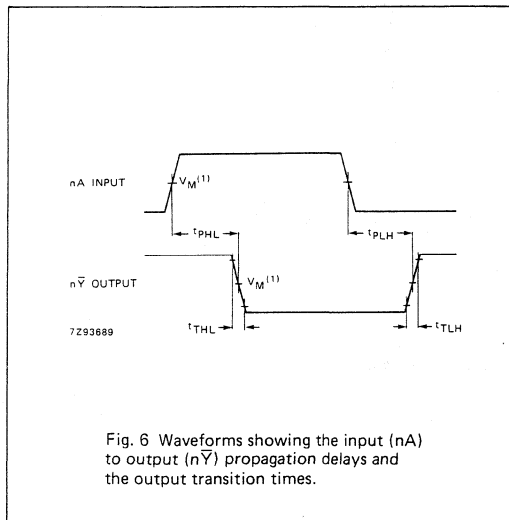 nA INPUT
V_M(1)
t_PHL
t_PLH
nȲ OUTPUT
V_M(1)
7Z93689
t_THL
t_TLH
Fig. 6 Waveforms showing the input (nA)
to output (nȲ) propagation delays and
the output transition times.